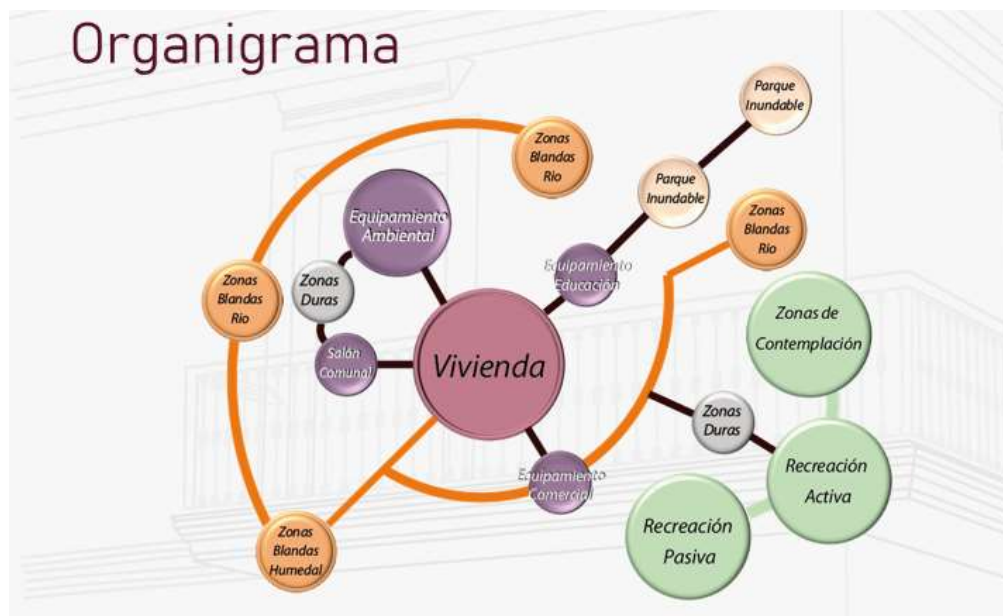 Organigrama
Parque
Inundable
Zonas
Blandas
Rio
Parque
Inundable
Equipamiento
Ambiental
Zonas
Blandas
Rio
Equipamiento
Educación
Zonas
Blandas
Rio
Zonas
Duras
Zonas de
Contemplación
Salón
Comunal
Vivienda
Zonas
Duras
Equipamiento
Comercial
Recreación
Activa
Recreación
Pasiva
Zonas
Blandas
Humedal